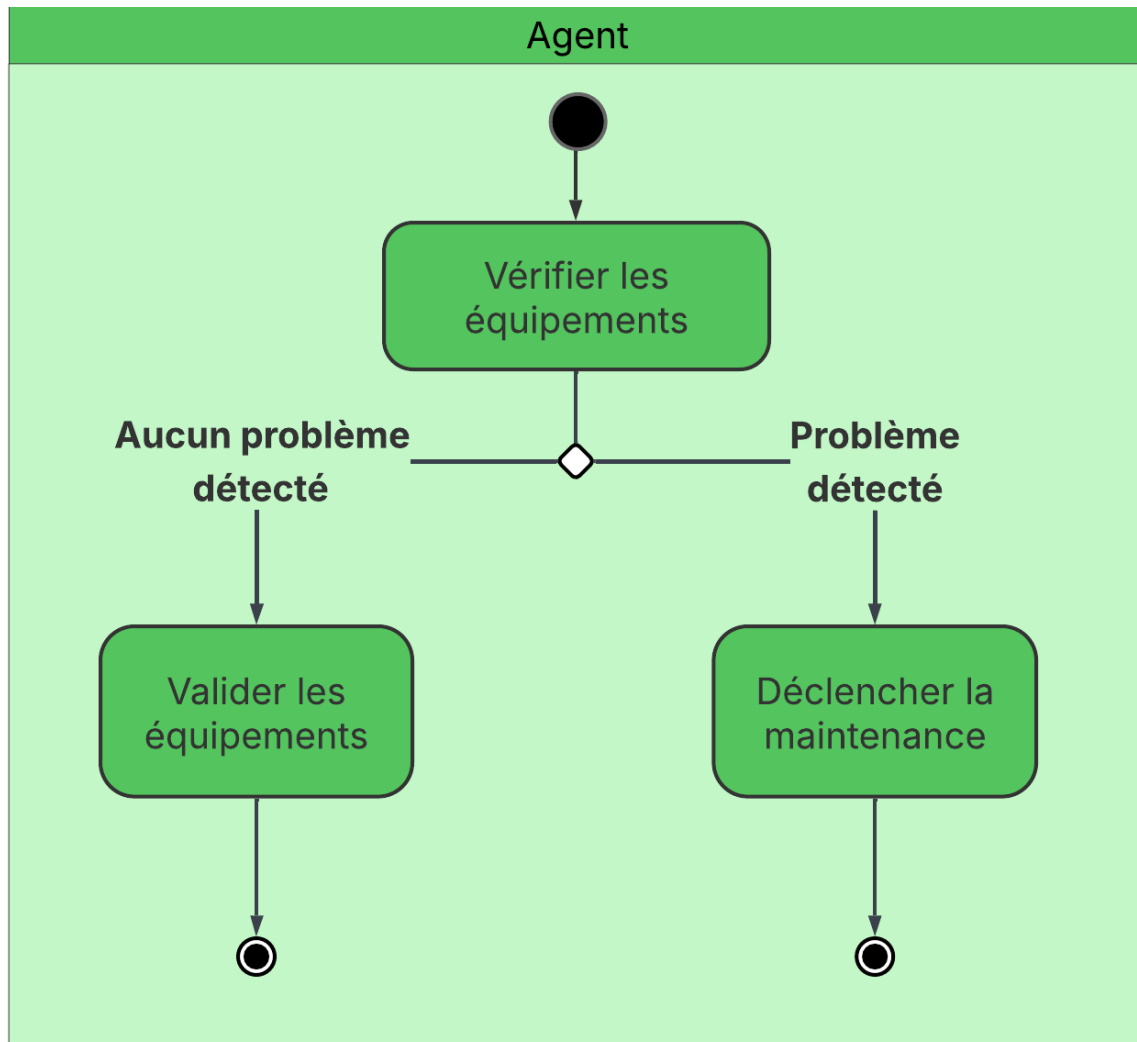 Agent
Vérifier les
équipements
Aucun problème
détecté
Problème
détecté
Valider les
équipements
Déclencher la
maintenance